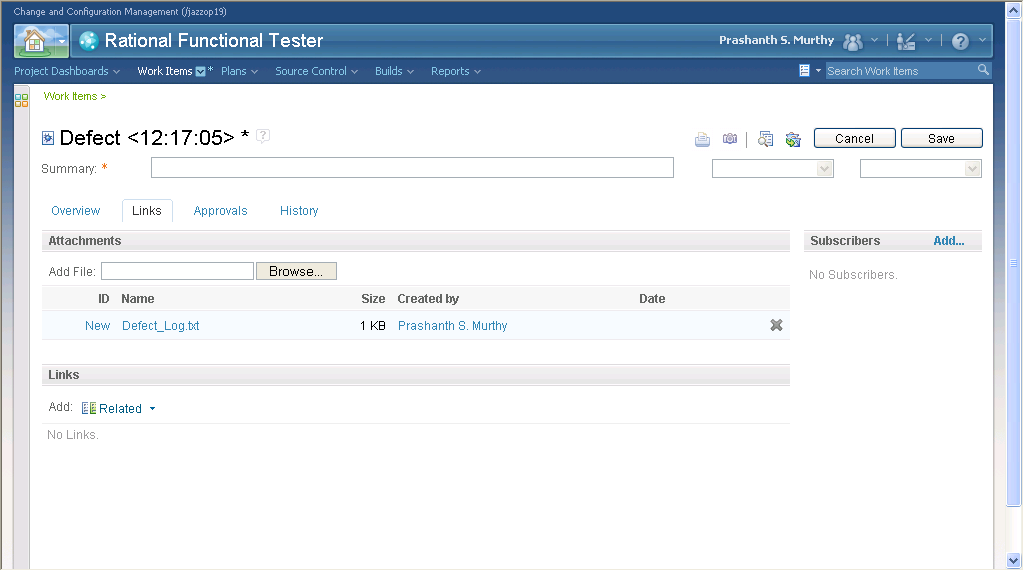 Change and Configuration Management (/jazzop19)
Rational Functional Tester
Prashanth S. Murthy
Project Dashboards Work Items * Plans Source Control Builds Reports Search Work Items
Work Items >
Defect <12:17:05> * ?
Cancel Save
Summary: *
Overview Links Approvals History
Attachments
Subscribers Add...
Add File: Browse...
No Subscribers.
ID Name Size Created by Date
New Defect_Log.txt 1 KB Prashanth S. Murthy
Links
Add: Related
No Links.